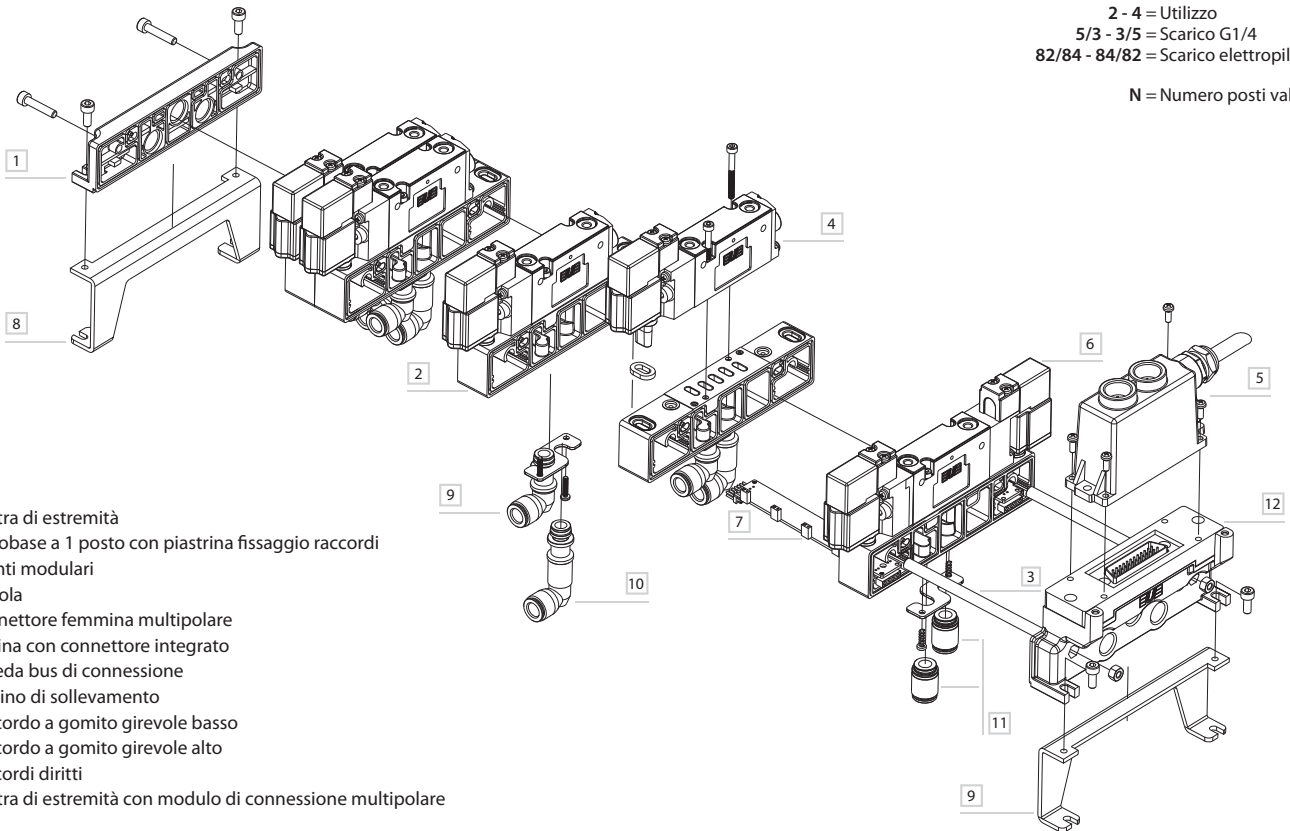 2 - 4 = Utilizzo
5/3 - 3/5 = Scarico G1/4
82/84 - 84/82 = Scarico elettropil
N = Numero posti val
1
4
8
2
6
5
9
7
12
10
3
11
9
tra di estremità
obase a 1 posto con piastrina fissaggio raccordi
nti modulari
ola
nettore femmina multipolare
ina con connettore integrato
eda bus di connessione
ino di sollevamento
cordo a gomito girevole basso
cordo a gomito girevole alto
cordi diritti
tra di estremità con modulo di connessione multipolare